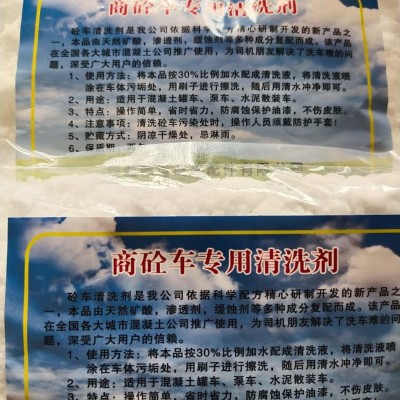 商砼车专用清洗剂
砼车清洗剂是我公司依据科学配方精心研制开发的新产品之
一，本品由天然矿酸，渗透剂，缓蚀剂等多种成分复配而成。该产品
在全国各大城市混凝土公司推广使用，为司机朋友解决了洗车难的问
题，深受广大用户的信赖。
1、使用方法：将本品按30%比例加水配成清洗液，将清洗液喷
涂在车体污垢处，用刷子进行擦洗，随后用清水冲净即可。
2、用途：适用于混凝土罐车、泵车、水泥散装车。
3、特点：操作简单，省时省力，防腐蚀保护油漆，不伤皮肤。
4、注意事项：清洗砼车污染处时，操作人员须戴防护手套！
5、贮藏方式：阴凉干燥处，忌淋雨。
6、保质期：两年
商砼车专用清洗剂
砼车清洗剂是我公司依据科学配方精心研制开发的新产品之
一，本品由天然矿酸，渗透剂，缓蚀剂等多种成分复配而成。该产
在全国各大城市混凝土公司推广使用，为司机朋友解决了洗车难的
题，深受广大用户的信赖。
1、使用方法：将本品按30%比例加水配成清洗液，将清洗液
涂在车体污垢处，用刷子进行擦洗，随后用清水冲净即可。
2、用途：适用于混凝土罐车、泵车、水泥散装车。
3、特点：操作简单，省时省力，防腐蚀保护油漆，不伤